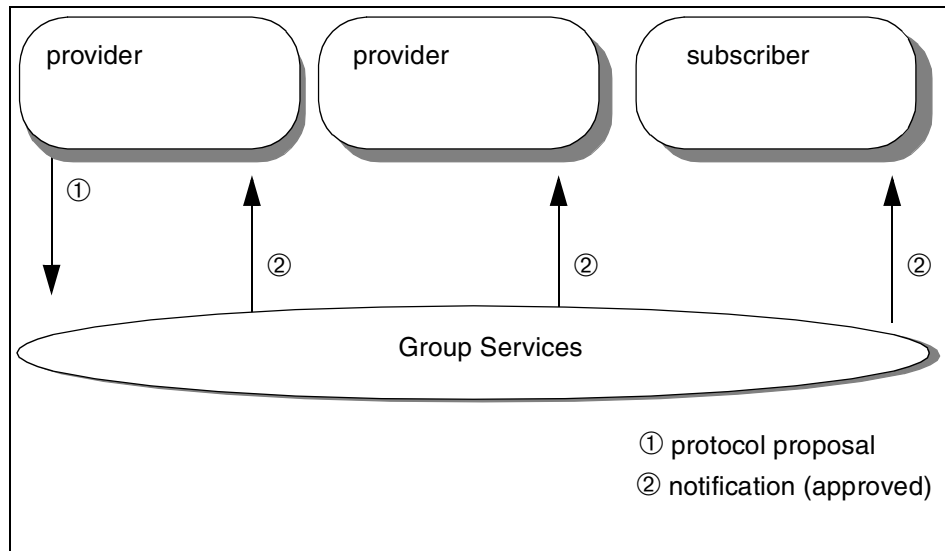 provider
provider
subscriber
①
②
②
②
Group Services
① protocol proposal
② notification (approved)